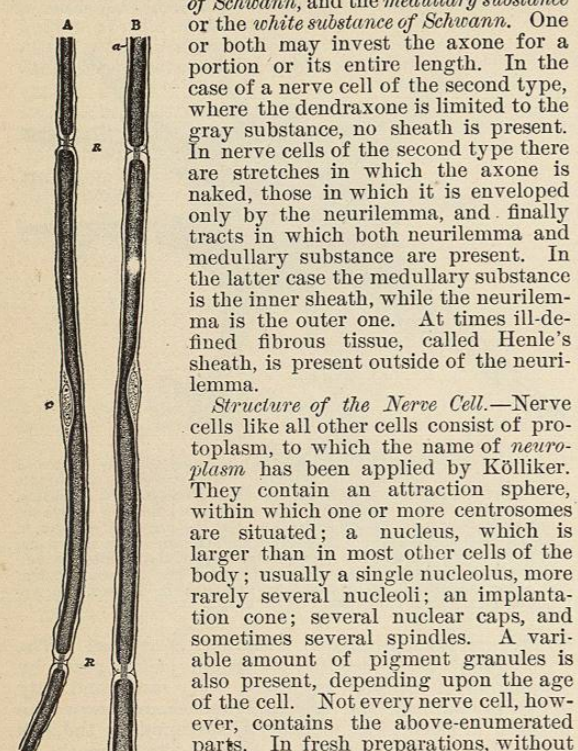 A B
a
R
c
R
of Schwann, and the medullary substance
or the white substance of Schwann. One
or both may invest the axone for a
portion or its entire length. In the
case of a nerve cell of the second type,
where the dendraxone is limited to the
gray substance, no sheath is present.
In nerve cells of the second type there
are stretches in which the axone is
naked, those in which it is enveloped
only by the neurilemma, and finally
tracts in which both neurilemma and
medullary substance are present. In
the latter case the medullary substance
is the inner sheath, while the neurilem-
ma is the outer one. At times ill-de-
fined fibrous tissue, called Henle's
sheath, is present outside of the neuri-
lemma.
Structure of the Nerve Cell.—Nerve
cells like all other cells consist of pro-
toplasm, to which the name of neuro-
plasm has been applied by Kölliker.
They contain an attraction sphere,
within which one or more centrosomes
are situated; a nucleus, which is
larger than in most other cells of the
body; usually a single nucleolus, more
rarely several nucleoli; an implanta-
tion cone; several nuclear caps, and
sometimes several spindles. A vari-
able amount of pigment granules is
also present, depending upon the age
of the cell. Not every nerve cell, how-
ever, contains the above-enumerated
parts. In fresh preparations, without